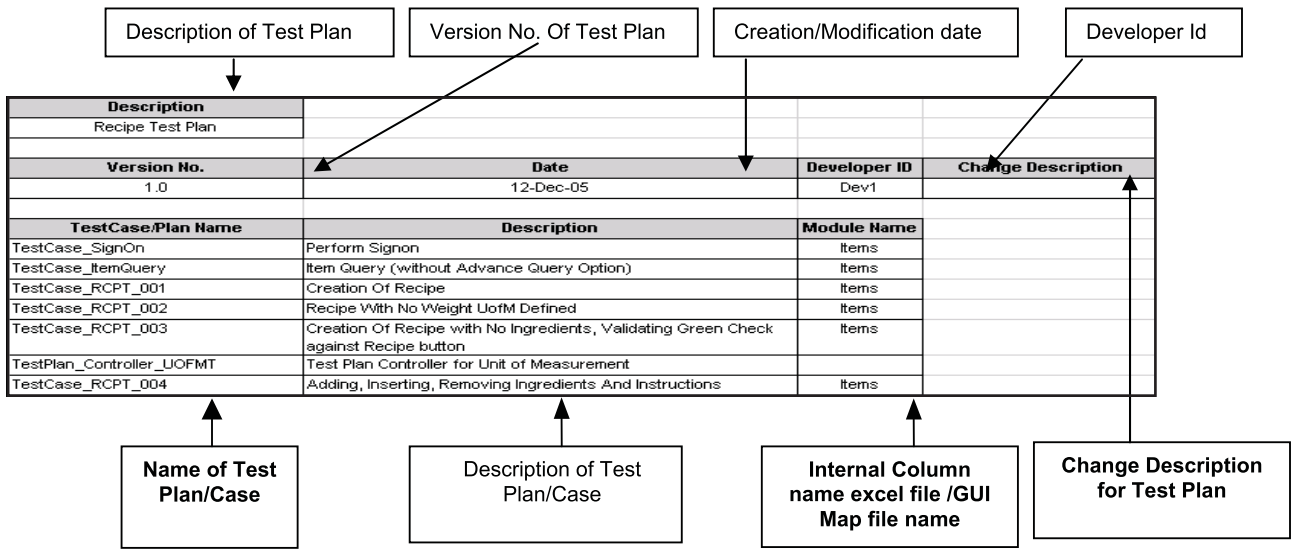 Description of Test Plan
Version No. Of Test Plan
Creation/Modification date
Developer Id
Description
Recipe Test Plan
Version No. Date Developer ID Change Description
1.0 12-Dec-05 Dev1
TestCase/Plan Name Description Module Name
TestCase_SignOn Perform Signon Items
TestCase_ItemQuery Item Query (without Advance Query Option) Items
TestCase_RCPT_001 Creation Of Recipe Items
TestCase_RCPT_002 Recipe With No Weight UofM Defined Items
TestCase_RCPT_003 Creation Of Recipe with No Ingredients, Validating Green Check Items
against Recipe button
TestPlan_Controller_UOFMT Test Plan Controller for Unit of Measurement
TestCase_RCPT_004 Adding, Inserting, Removing Ingredients And Instructions Items
Name of Test
Plan/Case
Description of Test
Plan/Case
Internal Column
name excel file /GUI
Map file name
Change Description
for Test Plan